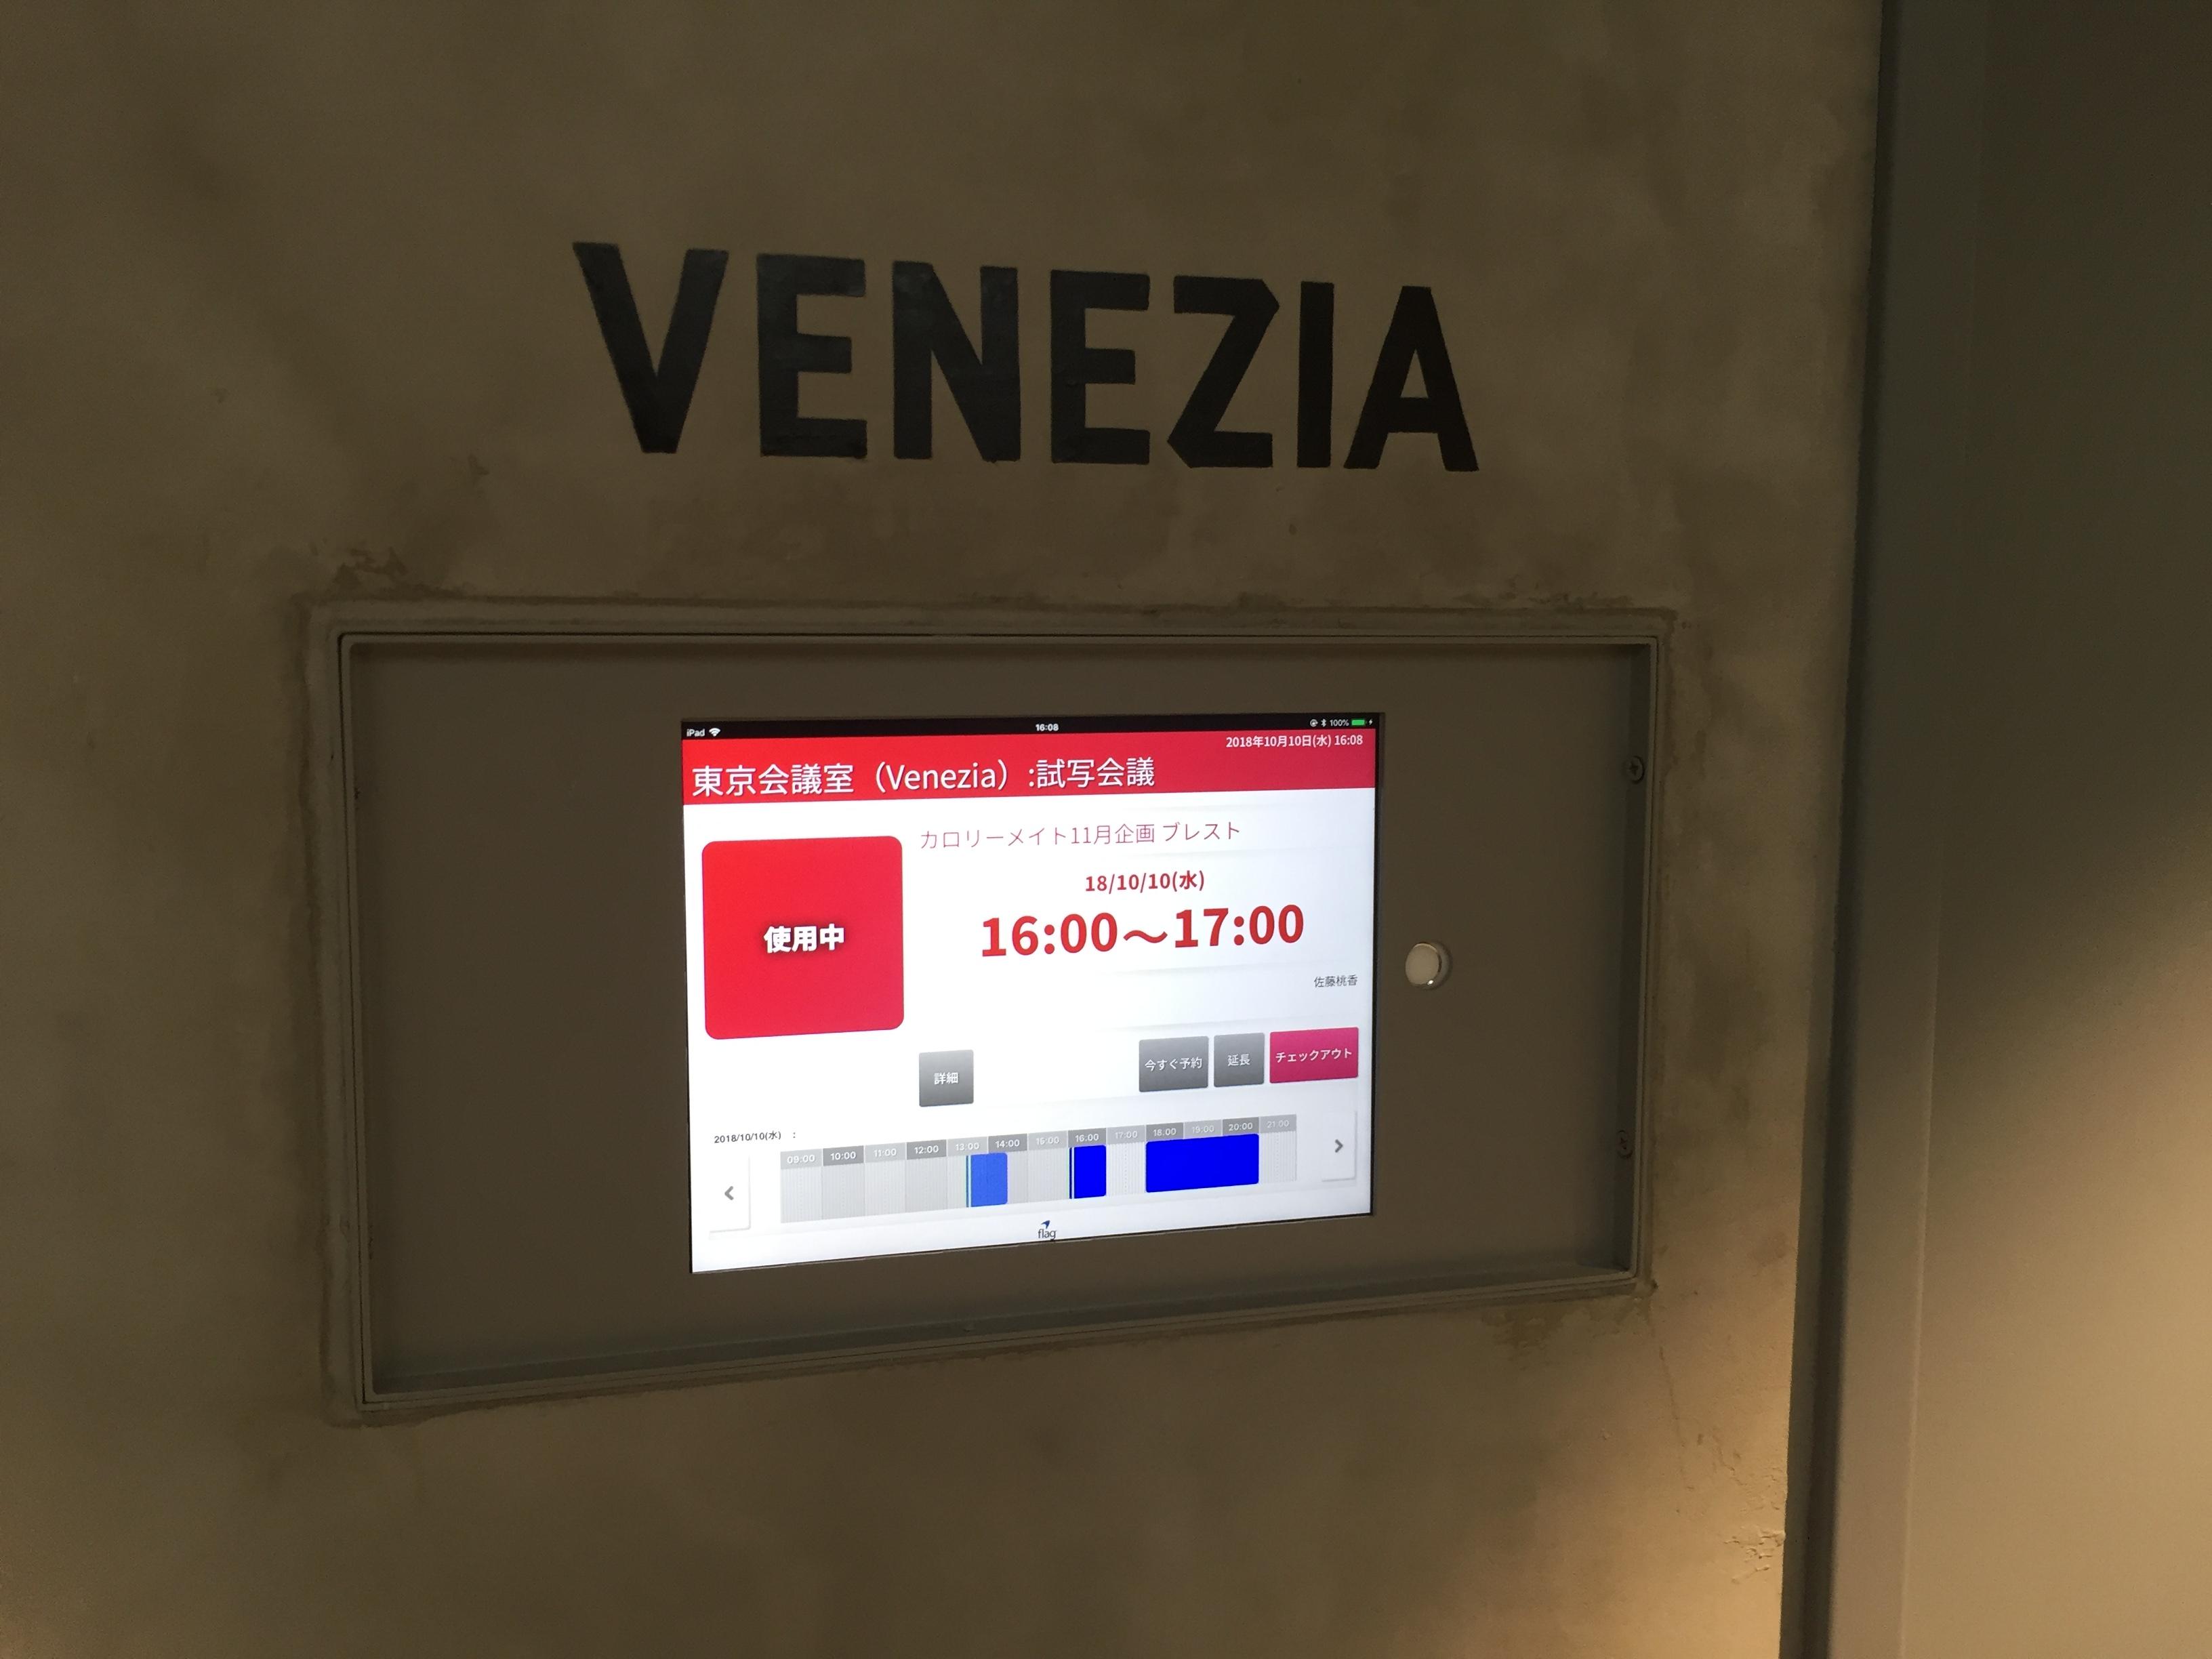 VENEZIA
iPad 16:08 100%
2018年10月10日(水) 16:08
東京会議室（Venezia）:試写会議
カロリーメイト11月企画 ブレスト
18/10/10(水)
使用中
16:00～17:00
佐藤桃香
詳細 今すぐ予約 延長 チェックアウト
2018/10/10(水) :
09:00 10:00 11:00 12:00 13:00 14:00 15:00 16:00 17:00 18:00 19:00 20:00 21:00
flag